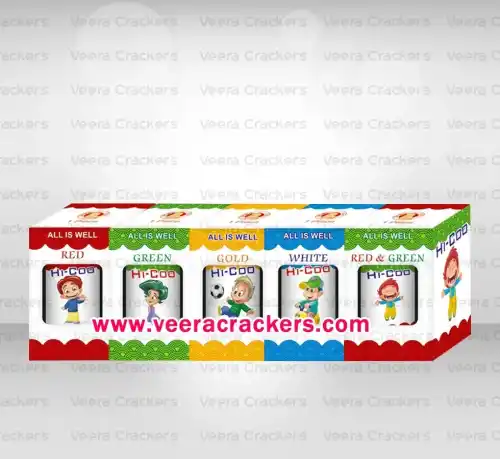 Veera Crackers
ALL IS WELL ALL IS WELL ALL IS WELL ALL IS WELL ALL IS WELL
RED GREEN GOLD WHITE RED & GREEN
HI-COO HI-COO HI-COO HI-COO HI-COO HI-COO
www.veeracrackers.com